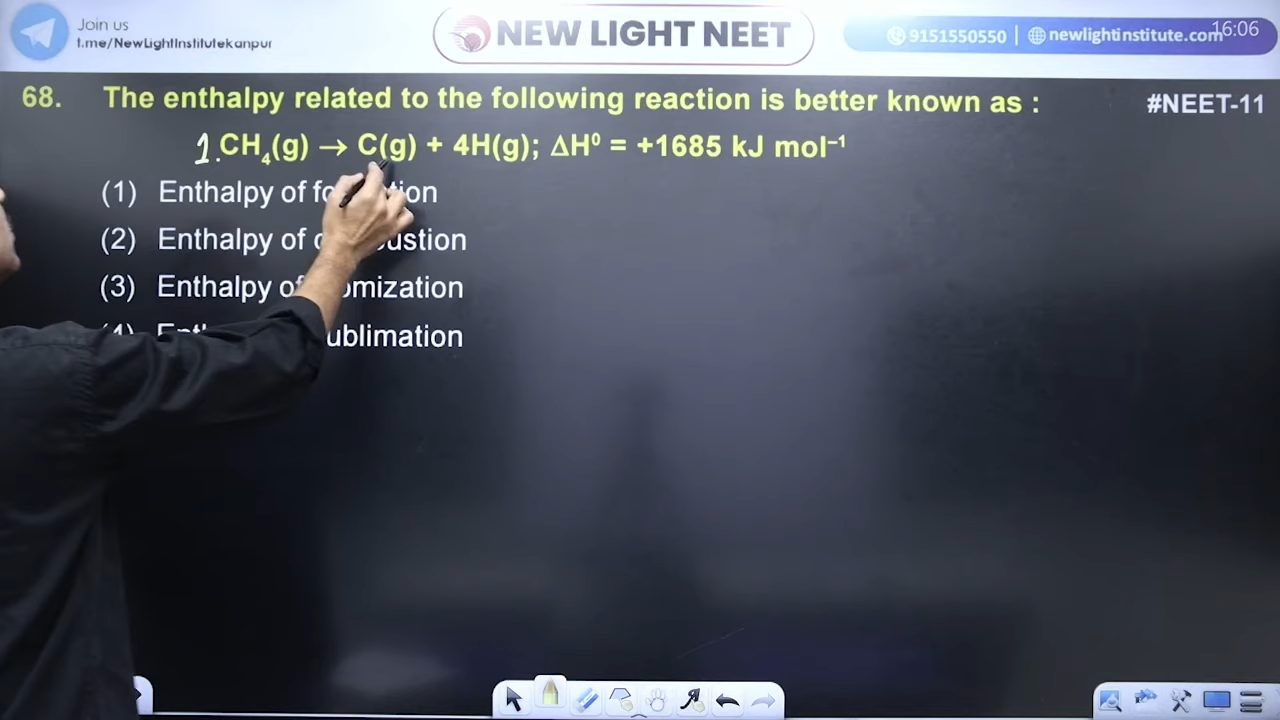 Join us
t.me/NewLightInstitutekanpur
NEW LIGHT NEET
9151550550 | newlightinstitute.com
16:06
68. The enthalpy related to the following reaction is better known as :
#NEET-11
1. CH₄(g) → C(g) + 4H(g); ΔH⁰ = +1685 kJ mol⁻¹
(1) Enthalpy of
(2) Enthalpy of
(3) Enthalpy